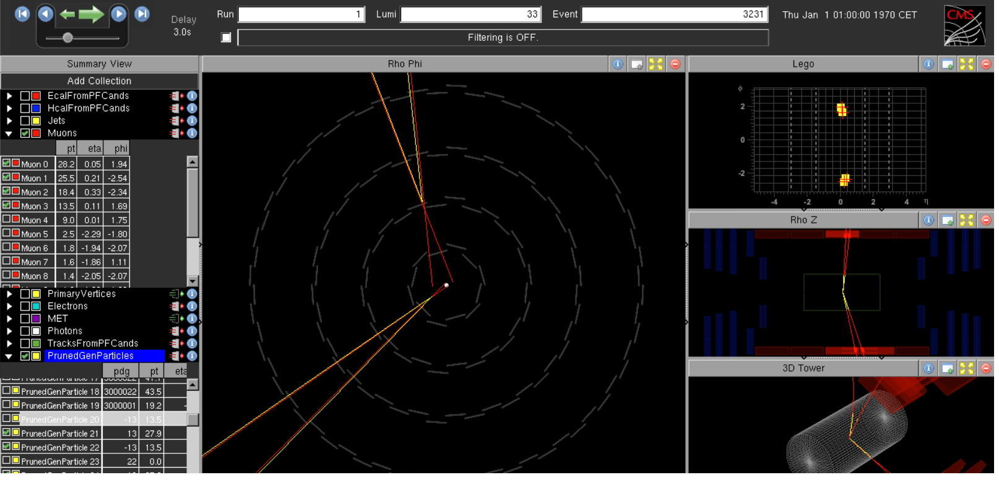 Delay
3.0s
Run 1 Lumi 33 Event 3231 Thu Jan 1 01:00:00 1970 CET
CMS
Filtering is OFF.
Summary View
Add Collection
EcalFromPFCands
HcalFromPFCands
Jets
Muons
pt eta phi
Muon 0 28.2 0.05 1.94
Muon 1 25.5 0.21 -2.54
Muon 2 18.4 0.33 -2.34
Muon 3 13.5 0.11 1.69
Muon 4 9.0 0.01 1.75
Muon 5 2.5 -2.29 -1.80
Muon 6 1.8 -1.94 -2.07
Muon 7 1.6 -1.86 1.11
Muon 8 1.4 -2.05 -2.07
PrimaryVertices
Electrons
MET
Photons
TracksFromPFCands
PrunedGenParticles
pdg pt eta
PrunedGenParticle 18 3000022 43.5
PrunedGenParticle 19 3000001 19.2 -
PrunedGenParticle 20 -13 13.5
PrunedGenParticle 21 13 27.9
PrunedGenParticle 22 -13 13.5
PrunedGenParticle 23 22 0.0
Rho Phi
Lego
ϕ
2
0
-2
-4 -2 0 2 4 η
Rho Z
3D Tower